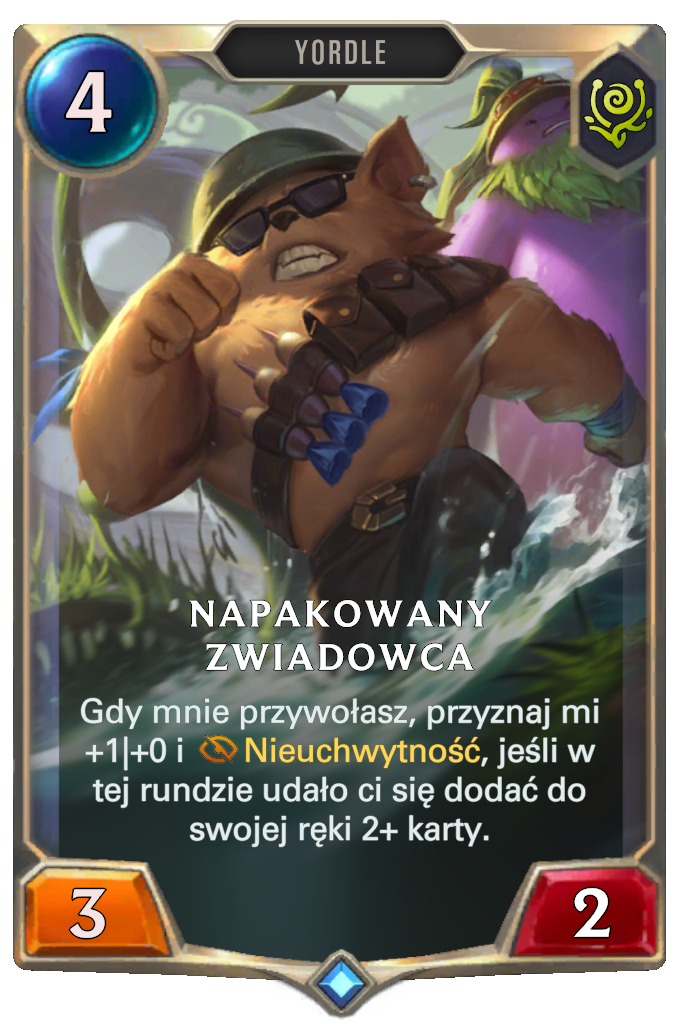 YORDLE
4
NAPAKOWANY
ZWIADOWCA
Gdy mnie przywołasz, przyznaj mi
+1|+0 i Nieuchwytność, jeśli w
tej rundzie udało ci się dodać do
swojej ręki 2+ karty.
3
2